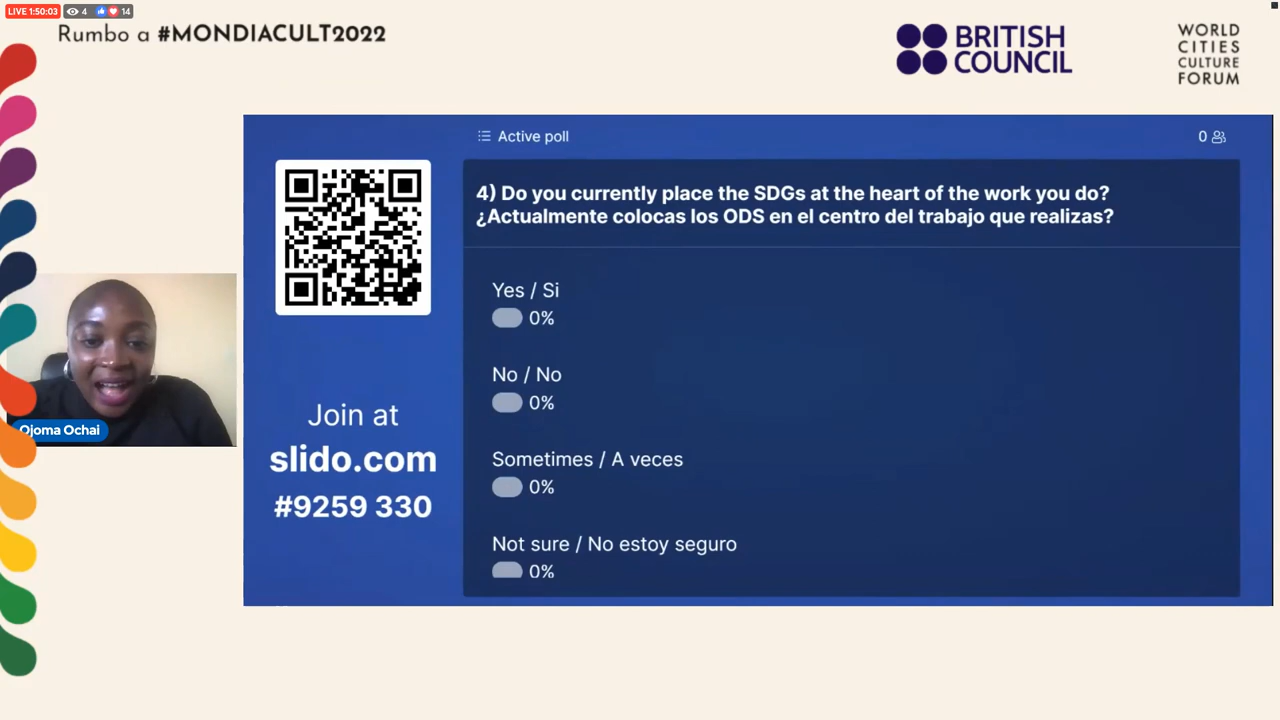 LIVE 1:50:03 4 14
Rumbo a #MONDIACULT2022
BRITISH
COUNCIL
WORLD
CITIES
CULTURE
FORUM
Active poll
0
4) Do you currently place the SDGs at the heart of the work you do?
¿Actualmente colocas los ODS en el centro del trabajo que realizas?
Yes / Si
0%
No / No
0%
Sometimes / A veces
0%
Not sure / No estoy seguro
0%
Join at
slido.com
#9259 330
Ojoma Ochai